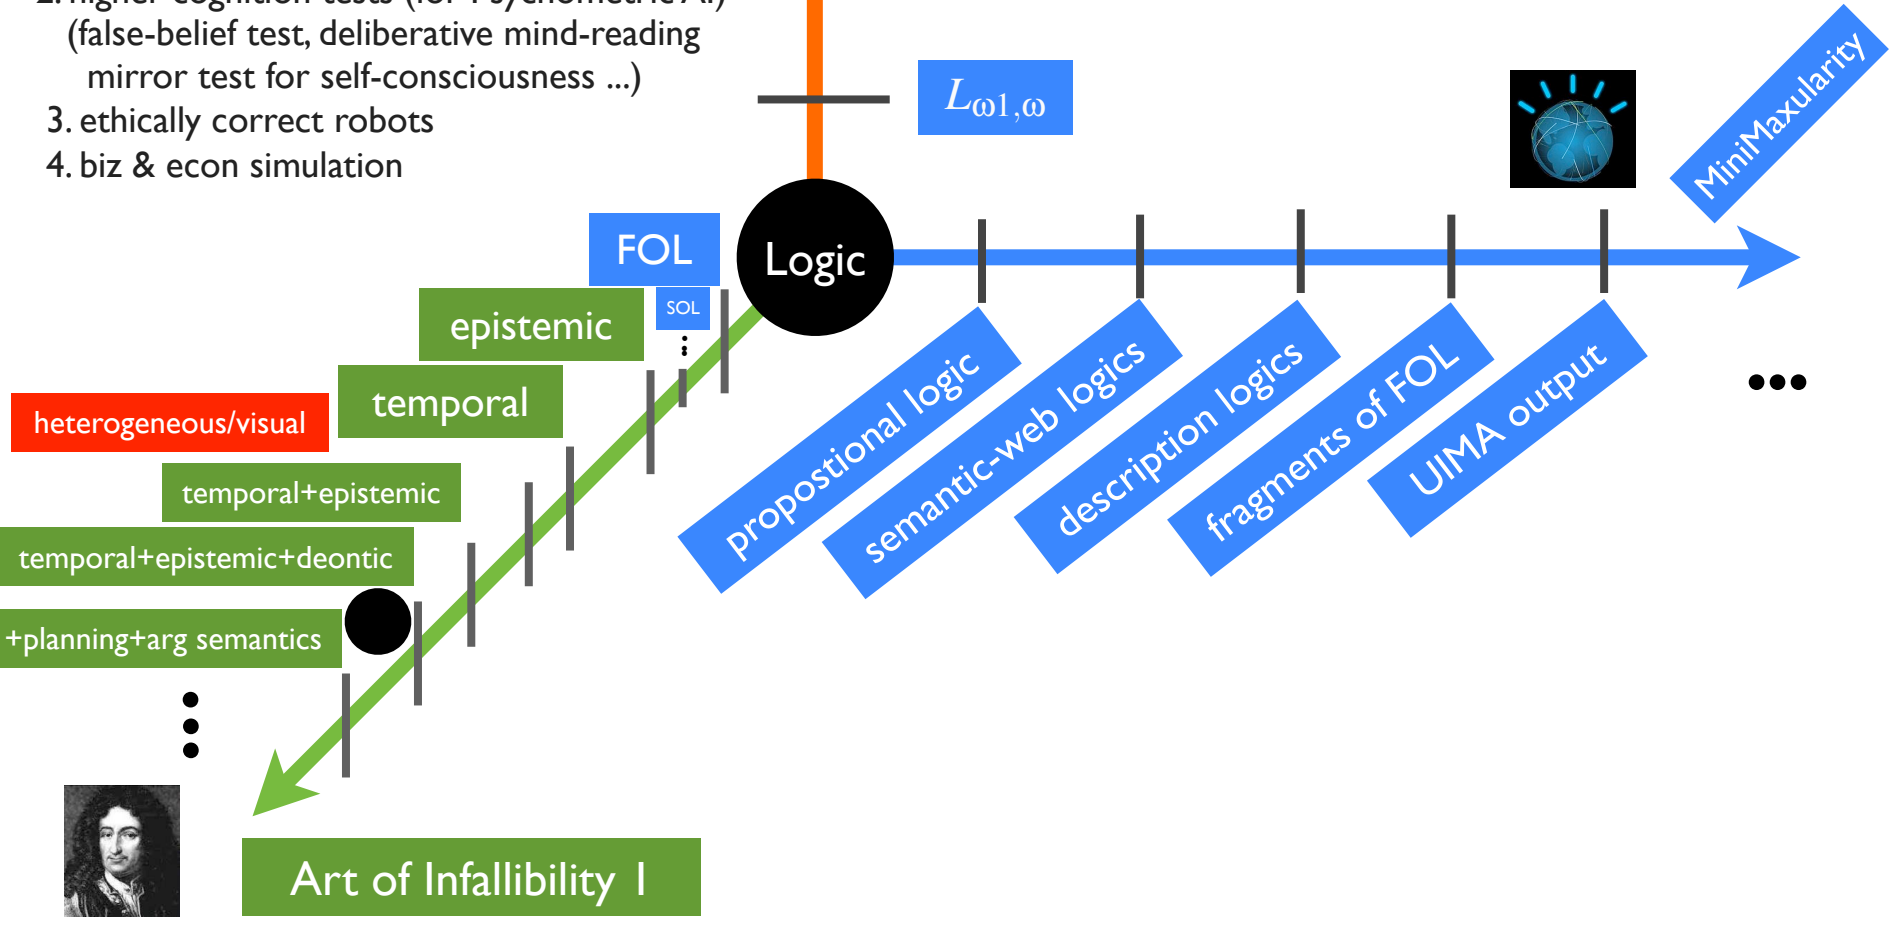 (false-belief test, deliberative mind-reading
mirror test for self-consciousness ...)
3. ethically correct robots
4. biz & econ simulation
Lω1,ω
MiniMaxularity
FOL
Logic
SOL
epistemic
temporal
heterogeneous/visual
temporal+epistemic
temporal+epistemic+deontic
+planning+arg semantics
propostional logic
semantic-web logics
description logics
fragments of FOL
UIMA output
Art of Infallibility 1